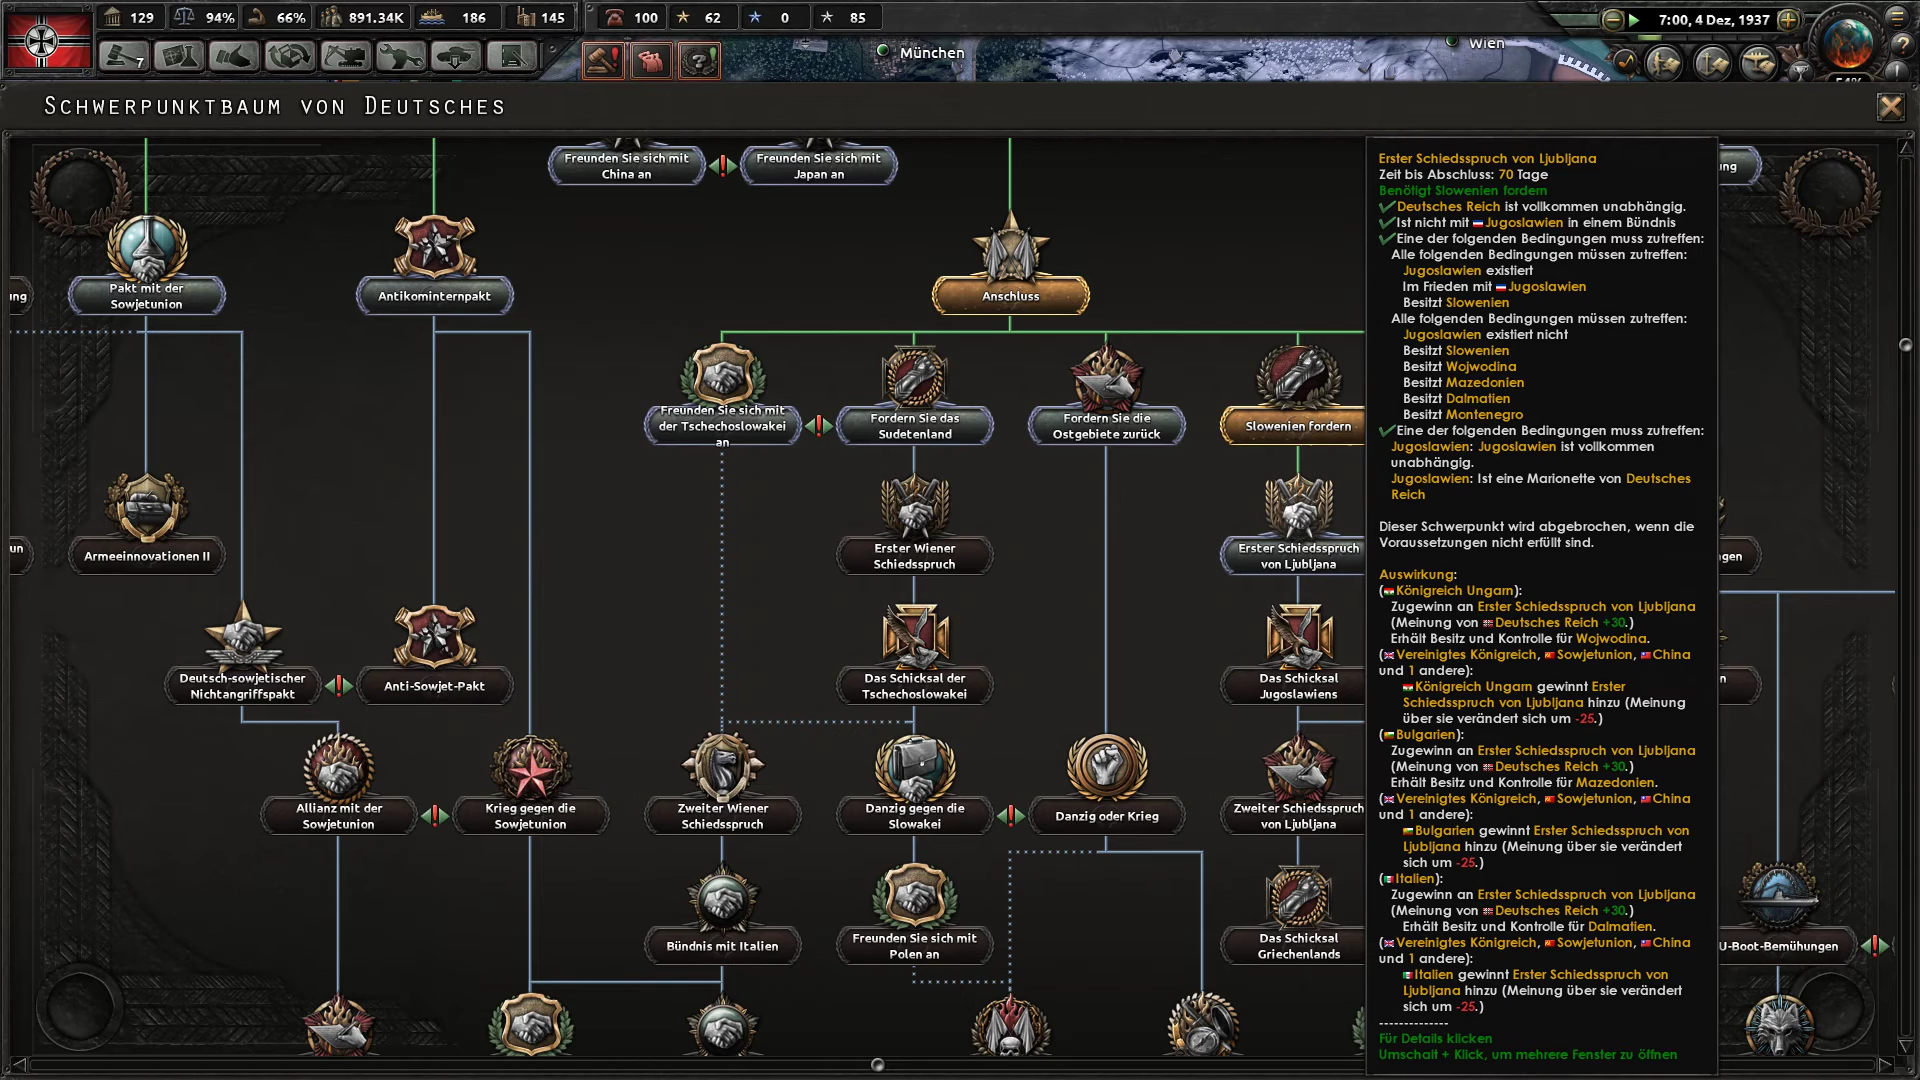 129
94%
66%
891.34K
186
145
100
62
0
85
7:00, 4 Dez, 1937
7
München
Wien
54%
Schwerpunktbaum von Deutsches
Freunden Sie sich mit
China an
Freunden Sie sich mit
Japan an
ng
ng
Pakt mit der
Sowjetunion
Antikominternpakt
Anschluss
Freunden Sie sich mit
der Tschechoslowakei
an
Fordern Sie das
Sudetenland
Fordern Sie die
Ostgebiete zurück
Slowenien fordern
un
Armeeinnovationen II
Erster Wiener
Schiedsspruch
Erster Schiedsspruch
von Ljubljana
gen
Deutsch-sowjetischer
Nichtangriffspakt
Anti-Sowjet-Pakt
Das Schicksal der
Tschechoslowakei
Das Schicksal
Jugoslawiens
n
Allianz mit der
Sowjetunion
Krieg gegen die
Sowjetunion
Zweiter Wiener
Schiedsspruch
Danzig gegen die
Slowakei
Danzig oder Krieg
Zweiter Schiedsspruch
von Ljubljana
Bündnis mit Italien
Freunden Sie sich mit
Polen an
Das Schicksal
Griechenlands
U-Boot-Bemühungen
Erster Schiedsspruch von Ljubljana
Zeit bis Abschluss: 70 Tage
Benötigt Slowenien fordern
Deutsches Reich ist vollkommen unabhängig.
Ist nicht mit Jugoslawien in einem Bündnis
Eine der folgenden Bedingungen muss zutreffen:
Alle folgenden Bedingungen müssen zutreffen:
Jugoslawien existiert
Im Frieden mit Jugoslawien
Besitzt Slowenien
Alle folgenden Bedingungen müssen zutreffen:
Jugoslawien existiert nicht
Besitzt Slowenien
Besitzt Wojwodina
Besitzt Mazedonien
Besitzt Dalmatien
Besitzt Montenegro
Eine der folgenden Bedingungen muss zutreffen:
Jugoslawien: Jugoslawien ist vollkommen
unabhängig.
Jugoslawien: Ist eine Marionette von Deutsches
Reich
Dieser Schwerpunkt wird abgebrochen, wenn die
Voraussetzungen nicht erfüllt sind.
Auswirkung:
(Königreich Ungarn):
Zugewinn an Erster Schiedsspruch von Ljubljana
(Meinung von Deutsches Reich +30.)
Erhält Besitz und Kontrolle für Wojwodina.
(Vereinigtes Königreich, Sowjetunion, China
und 1 andere):
Königreich Ungarn gewinnt Erster
Schiedsspruch von Ljubljana hinzu (Meinung
über sie verändert sich um -25.)
(Bulgarien):
Zugewinn an Erster Schiedsspruch von Ljubljana
(Meinung von Deutsches Reich +30.)
Erhält Besitz und Kontrolle für Mazedonien.
(Vereinigtes Königreich, Sowjetunion, China
und 1 andere):
Bulgarien gewinnt Erster Schiedsspruch von
Ljubljana hinzu (Meinung über sie verändert
sich um -25.)
(Italien):
Zugewinn an Erster Schiedsspruch von Ljubljana
(Meinung von Deutsches Reich +30.)
Erhält Besitz und Kontrolle für Dalmatien.
(Vereinigtes Königreich, Sowjetunion, China
und 1 andere):
Italien gewinnt Erster Schiedsspruch von
Ljubljana hinzu (Meinung über sie verändert
sich um -25.)
--------------
Für Details klicken
Umschalt + Klick, um mehrere Fenster zu öffnen